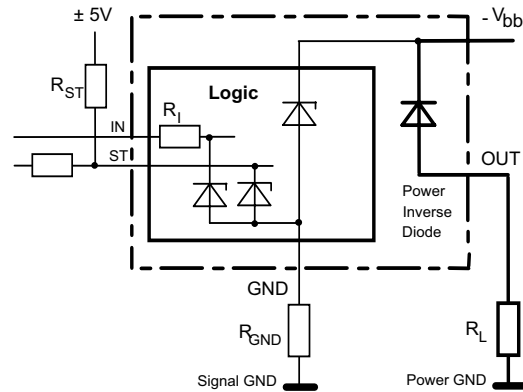 ± 5V
- Vbb
RST
Logic
IN
RI
ST
OUT
Power
Inverse
Diode
GND
RGND
RL
Signal GND
Power GND